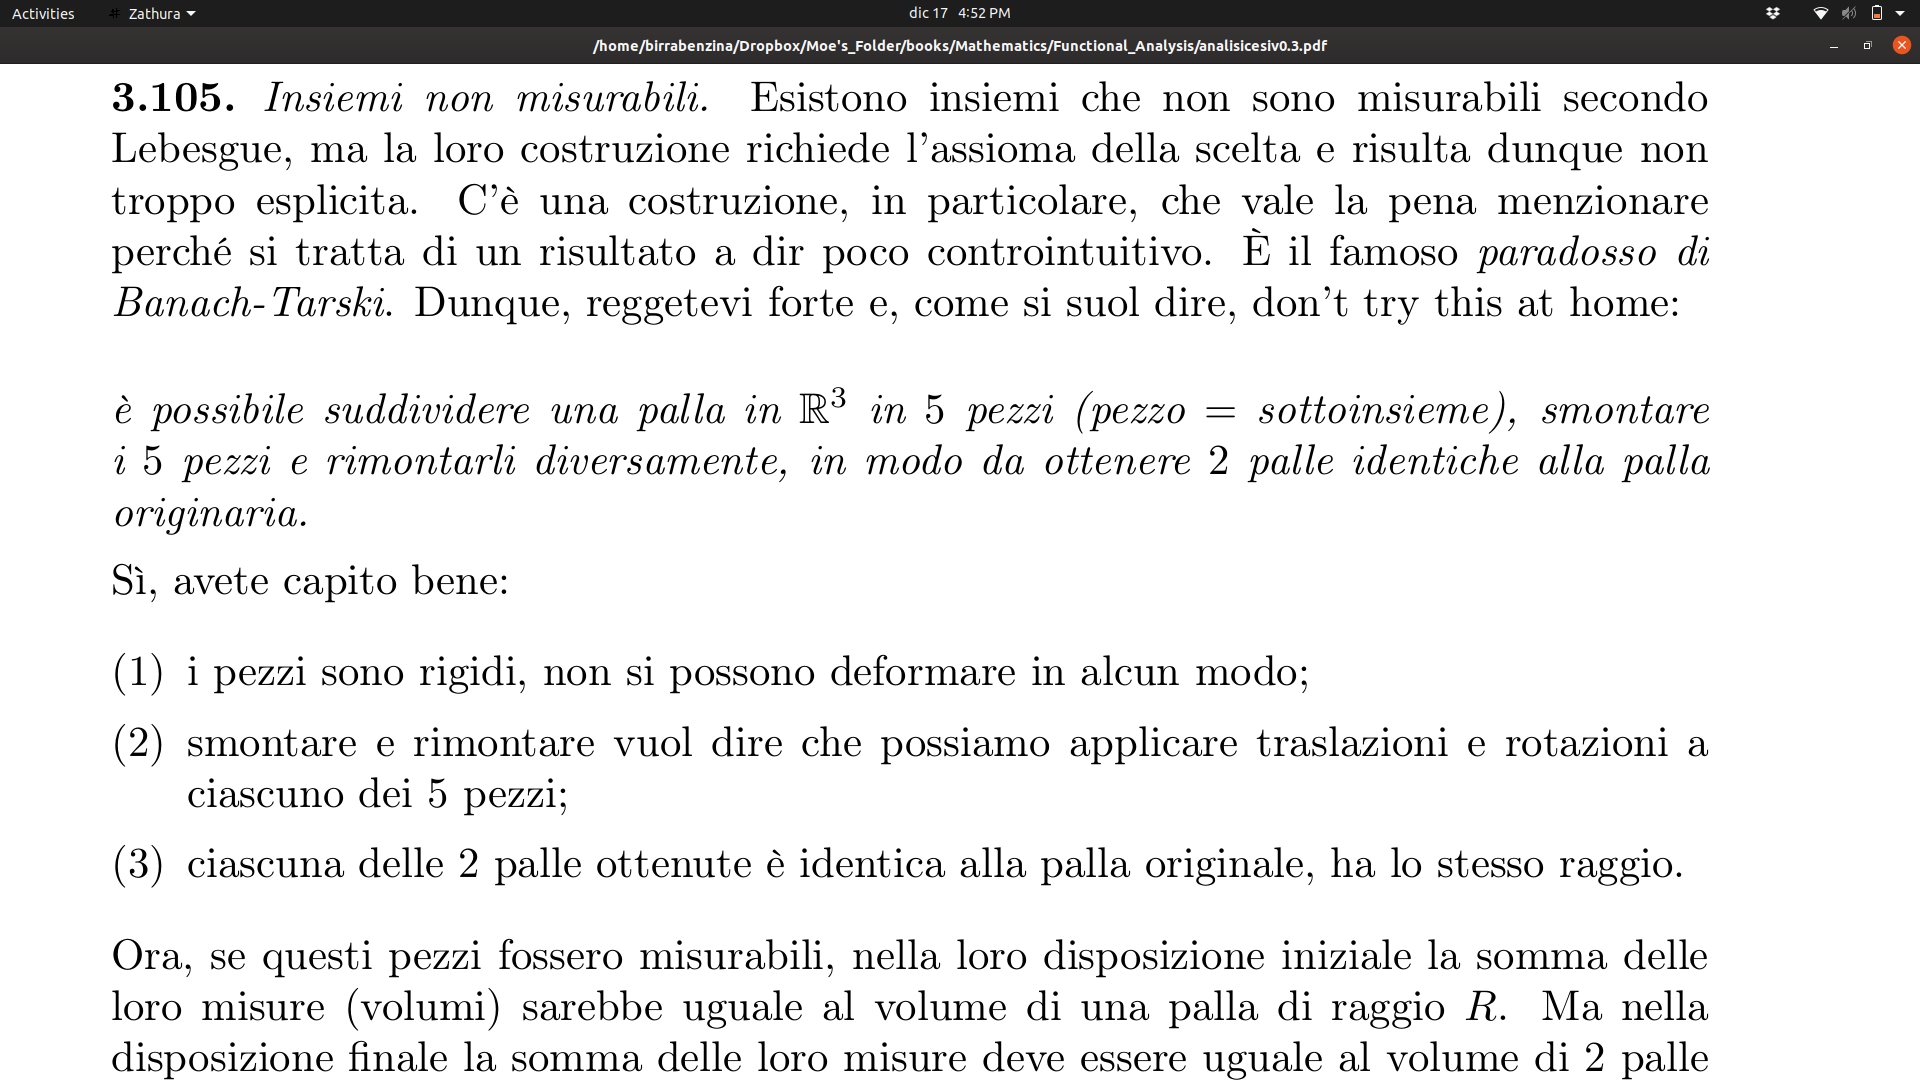 Activities
Zathura
dic 17 4:52 PM
/home/birrabenzina/Dropbox/Moe's_Folder/books/Mathematics/Functional_Analysis/analisicesiv0.3.pdf
3.105. Insiemi non misurabili. Esistono insiemi che non sono misurabili secondo
Lebesgue, ma la loro costruzione richiede l'assioma della scelta e risulta dunque non
troppo esplicita. C'è una costruzione, in particolare, che vale la pena menzionare
perché si tratta di un risultato a dir poco controintuitivo. È il famoso paradosso di
Banach-Tarski. Dunque, reggetevi forte e, come si suol dire, don't try this at home:
è possibile suddividere una palla in ℝ³ in 5 pezzi (pezzo = sottoinsieme), smontare
i 5 pezzi e rimontarli diversamente, in modo da ottenere 2 palle identiche alla palla
originaria.
Sì, avete capito bene:
(1) i pezzi sono rigidi, non si possono deformare in alcun modo;
(2) smontare e rimontare vuol dire che possiamo applicare traslazioni e rotazioni a
ciascuno dei 5 pezzi;
(3) ciascuna delle 2 palle ottenute è identica alla palla originale, ha lo stesso raggio.
Ora, se questi pezzi fossero misurabili, nella loro disposizione iniziale la somma delle
loro misure (volumi) sarebbe uguale al volume di una palla di raggio R. Ma nella
disposizione finale la somma delle loro misure deve essere uguale al volume di 2 palle